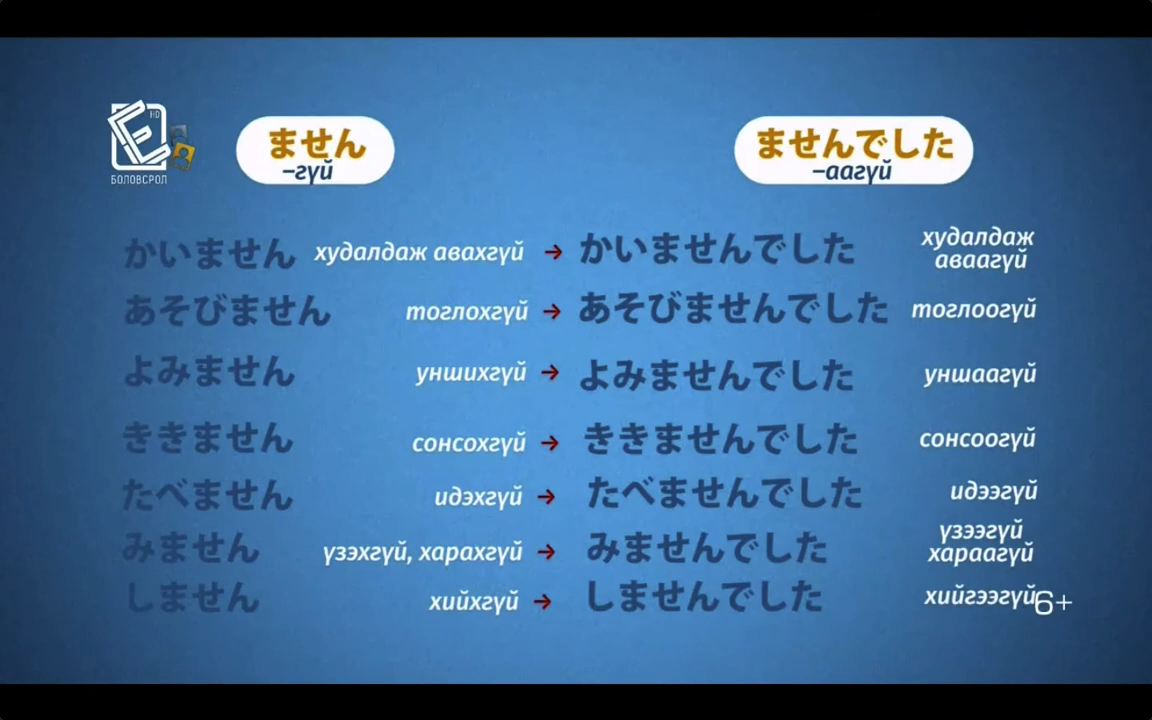 HD
БОЛОВСРОЛ
ません
–гүй
ませんでした
–аагүй
かいません худалдаж авахгүй → かいませんでした худалдаж
аваагүй
あそびません тоглохгүй → あそびませんでした тоглоогүй
よみません уншихгүй → よみませんでした уншаагүй
ききません сонсохгүй → ききませんでした сонсоогүй
たべません идэхгүй → たべませんでした идээгүй
みません үзэхгүй, харахгүй → みませんでした үзээгүй
хараагүй
しません хийхгүй → しませんでした хийгээгүй
6+